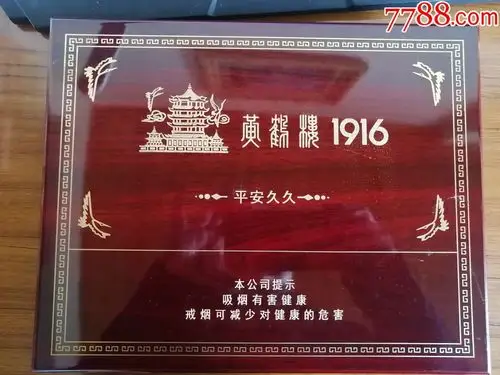 7788.com
黄鹤楼 1916
平安久久
本公司提示
吸烟有害健康
戒烟可减少对健康的危害